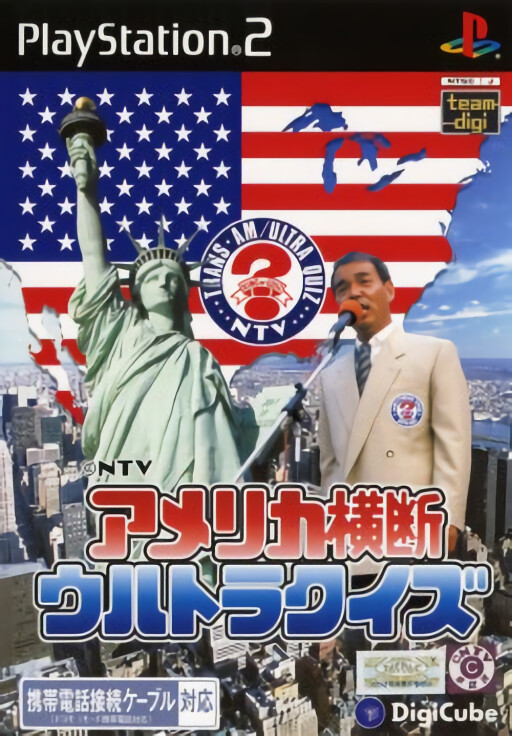 PlayStation.2
NTSC J
team-
digi
TRANS-AM/ULTRA QUIZ
?
NTV
NTV
アメリカ横断
ウルトラクイズ
携帯電話接続ケーブル 対応
C
DigiCube